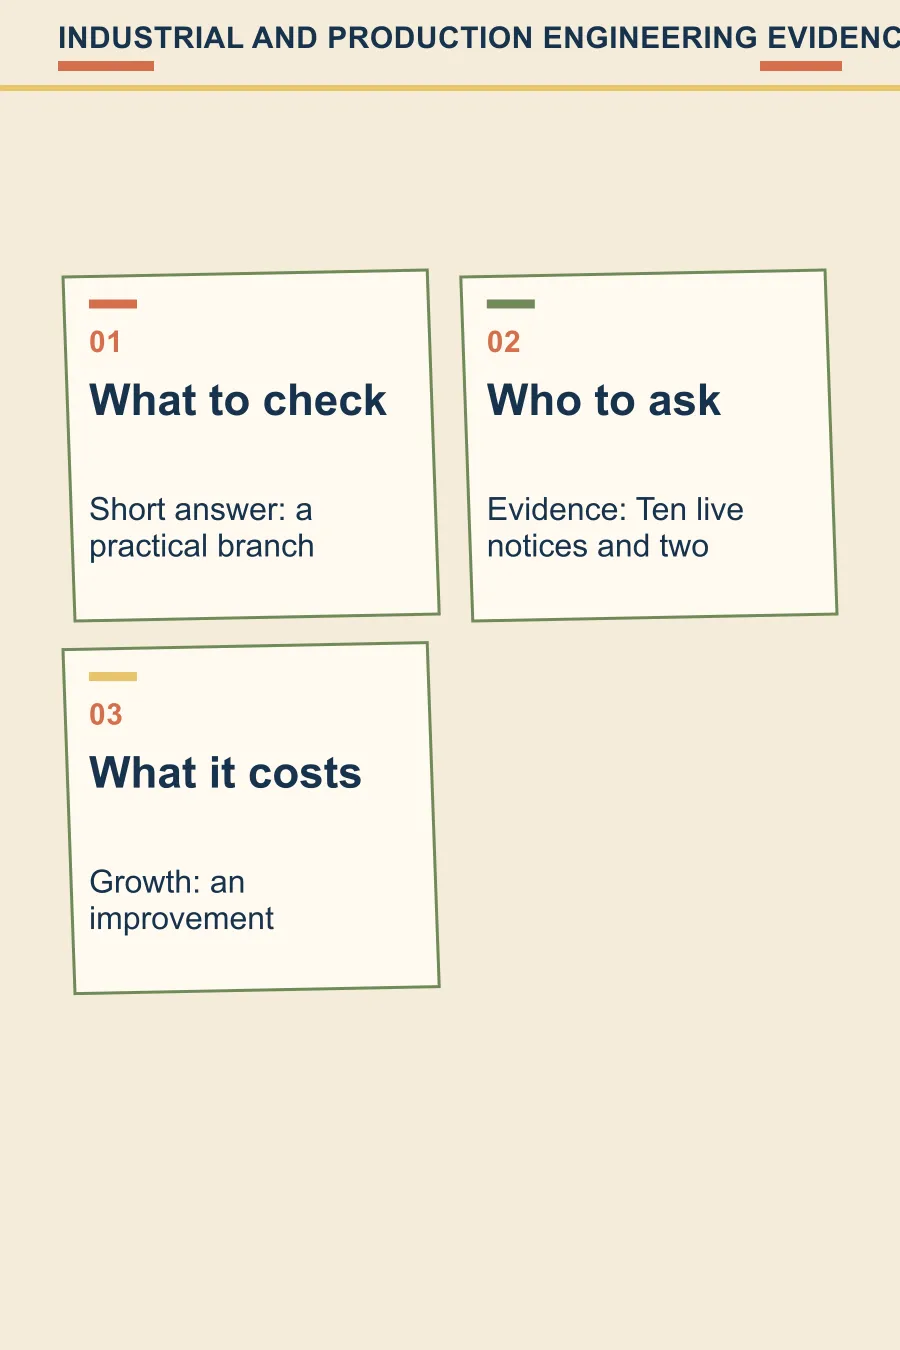 INDUSTRIAL AND PRODUCTION ENGINEERING EVIDENC
01
What to check
Short answer: a
practical branch
02
Who to ask
Evidence: Ten live
notices and two
03
What it costs
Growth: an
improvement